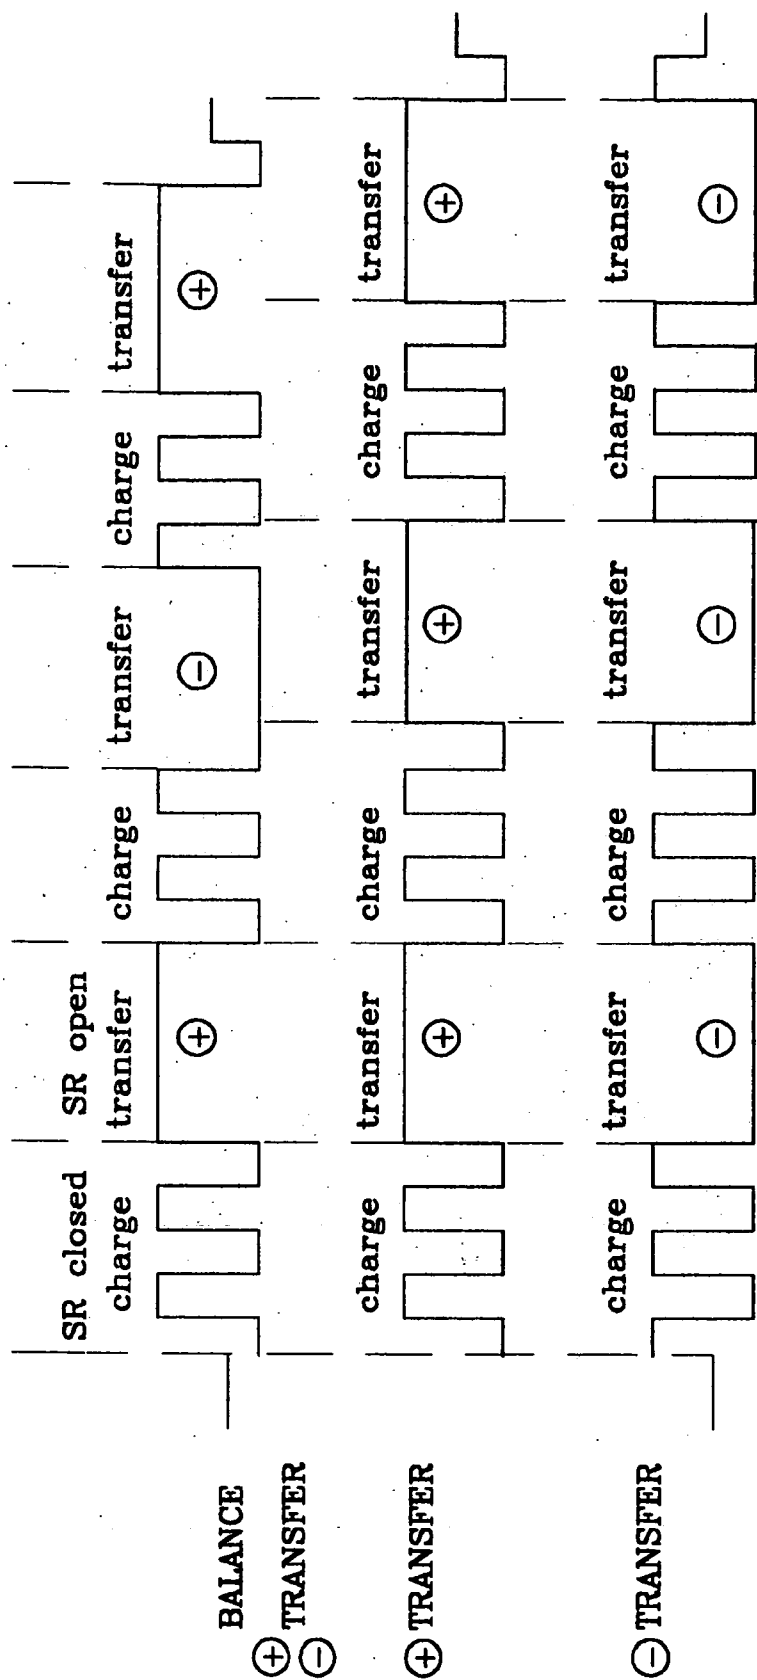 SR closed SR open
charge transfer charge transfer charge transfer
BALANCE
⊕ TRANSFER
⊖
⊕
charge transfer charge transfer charge transfer
⊕ TRANSFER
⊕ ⊖ ⊕
⊕ ⊕ ⊕
charge transfer charge transfer charge transfer
⊖ TRANSFER
⊖ ⊖ ⊖